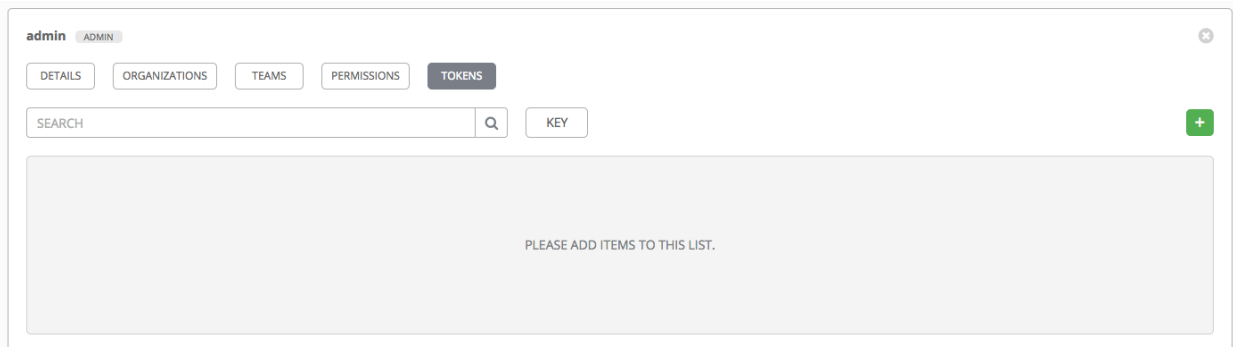 admin ADMIN
DETAILS ORGANIZATIONS TEAMS PERMISSIONS TOKENS
SEARCH KEY +
PLEASE ADD ITEMS TO THIS LIST.